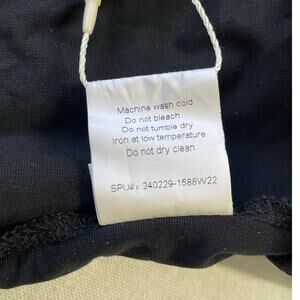 Machine wash cold
Do not bleach
Do not tumble dry
Iron at low temperature
Do not dry clean
SPU#: 240229-1588W22